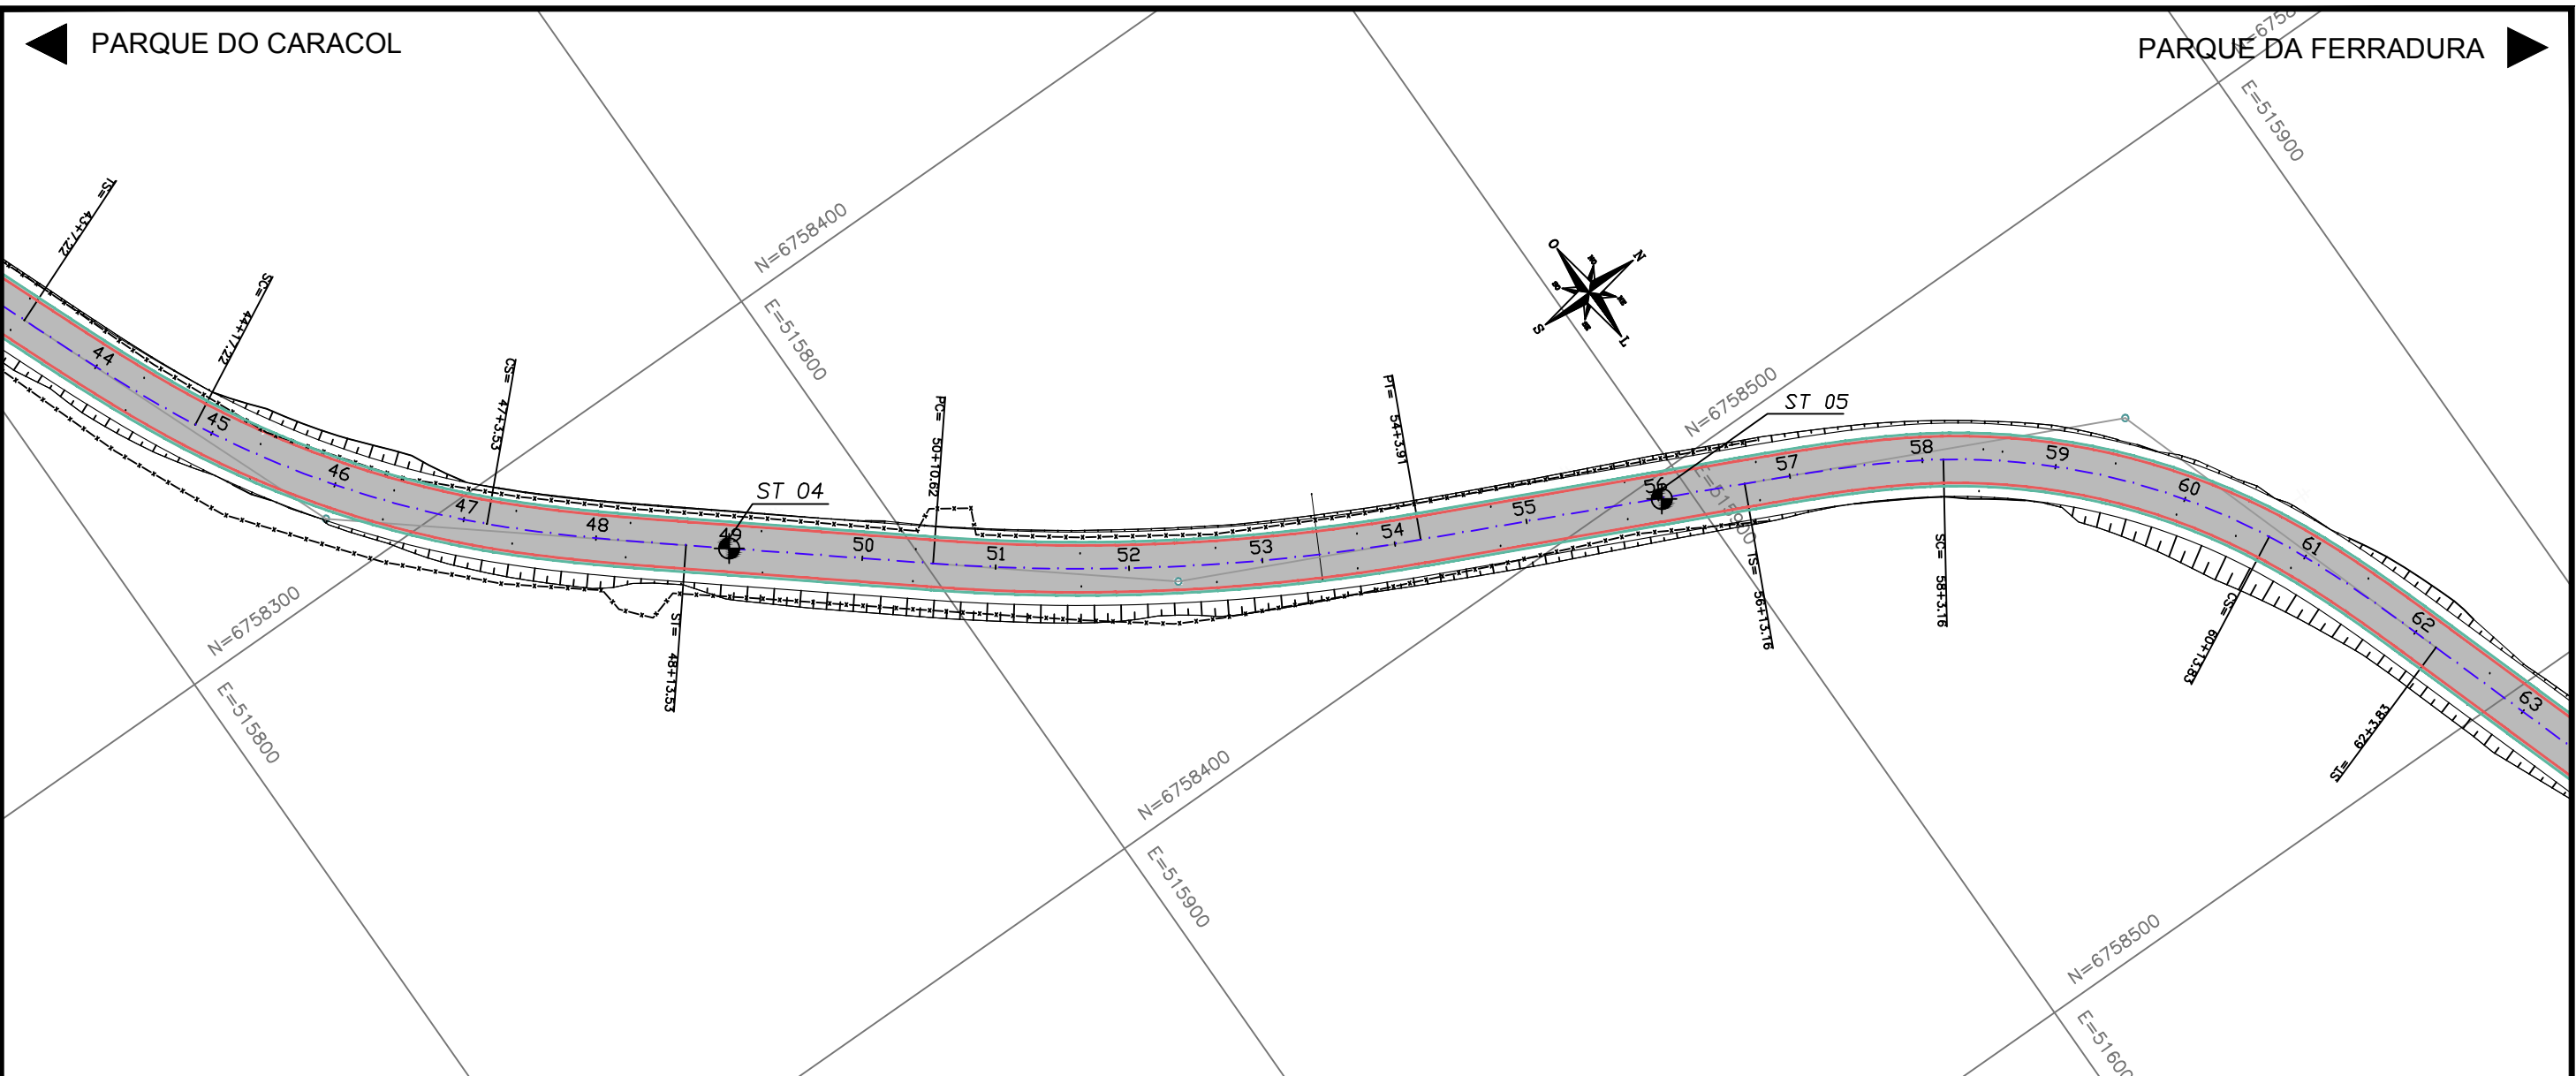 PARQUE DO CARACOL
PARQUE DA FERRADURA
N=6758
E=515900
TS= 43+7.22
SC= 44+17.22
CS= 47+3.53
N=6758400
E=515800
PC= 50+10.62
PT= 54+3.91
O
N
S
L
N=6758500
ST 05
ST 04
44
45
46
47
48
49
50
51
52
53
54
55
56
57
58
59
60
61
62
63
E=515900
ST= 48+13.53
TS= 56+13.16
SC= 58+3.16
CS= 60+13.83
ST= 62+3.83
N=6758300
E=515800
N=6758400
E=515900
N=6758500
E=51600